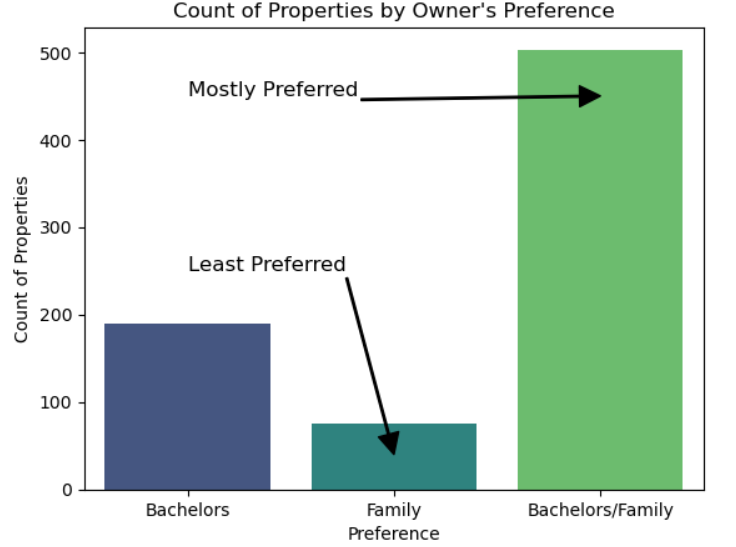 Count of Properties by Owner's Preference
500
400
300
200
100
0
Count of Properties
Mostly Preferred
Least Preferred
Bachelors
Family
Bachelors/Family
Preference